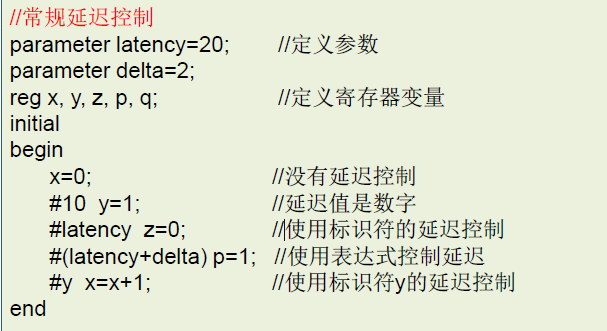 //常规延迟控制
parameter latency=20; //定义参数
parameter delta=2;
reg x, y, z, p, q; //定义寄存器变量
initial
begin
x=0; //没有延迟控制
#10 y=1; //延迟值是数字
#latency z=0; //使用标识符的延迟控制
#(latency+delta) p=1; //使用表达式控制延迟
#y x=x+1; //使用标识符y的延迟控制
end